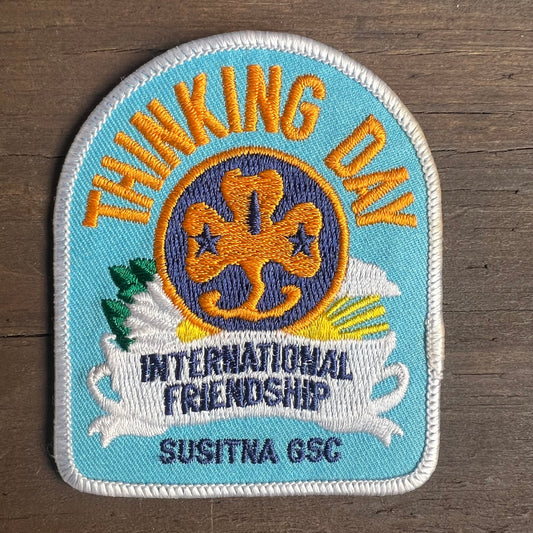 THINKING DAY
INTERNATIONAL
FRIENDSHIP
SUSITNA GSC